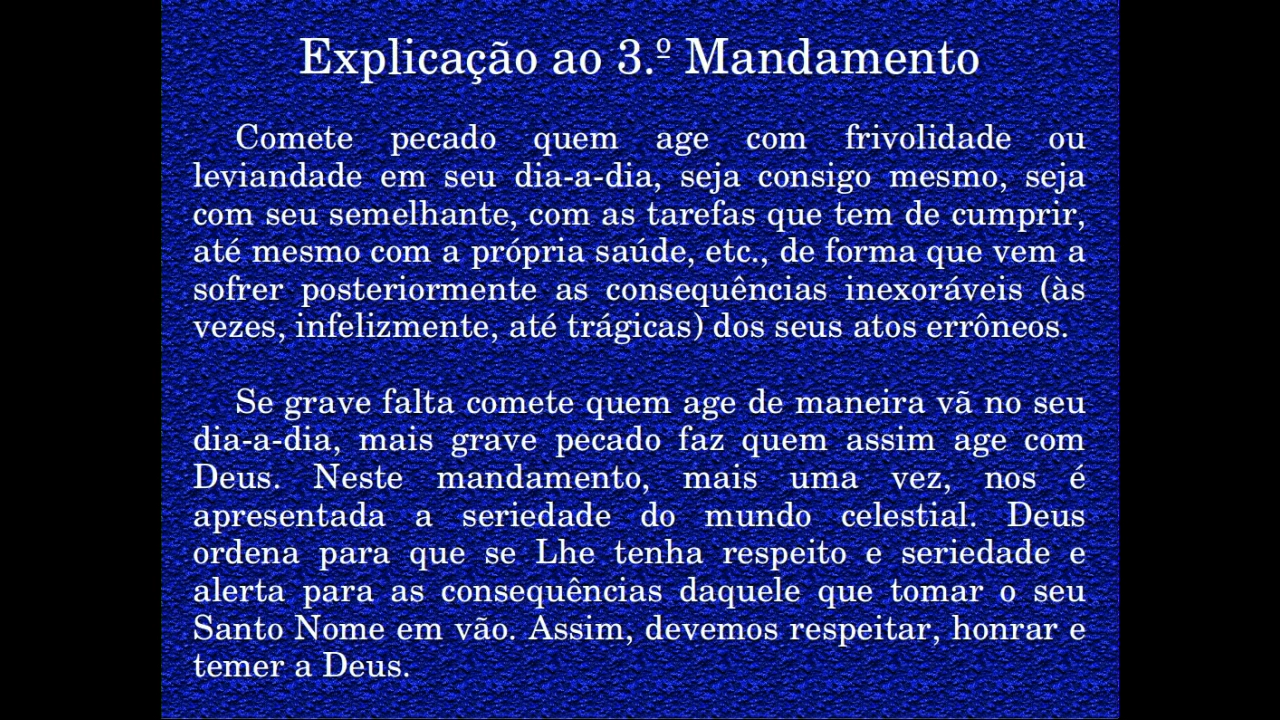 Explicação ao 3.º Mandamento
Comete pecado quem age com frivolidade ou
leviandade em seu dia-a-dia, seja consigo mesmo, seja
com seu semelhante, com as tarefas que tem de cumprir,
até mesmo com a própria saúde, etc., de forma que vem a
sofrer posteriormente as consequências inexoráveis (às
vezes, infelizmente, até trágicas) dos seus atos errôneos.
Se grave falta comete quem age de maneira vã no seu
dia-a-dia, mais grave pecado faz quem assim age com
Deus. Neste mandamento, mais uma vez, nos é
apresentada a seriedade do mundo celestial. Deus
ordena para que se Lhe tenha respeito e seriedade e
alerta para as consequências daquele que tomar o seu
Santo Nome em vão. Assim, devemos respeitar, honrar e
temer a Deus.